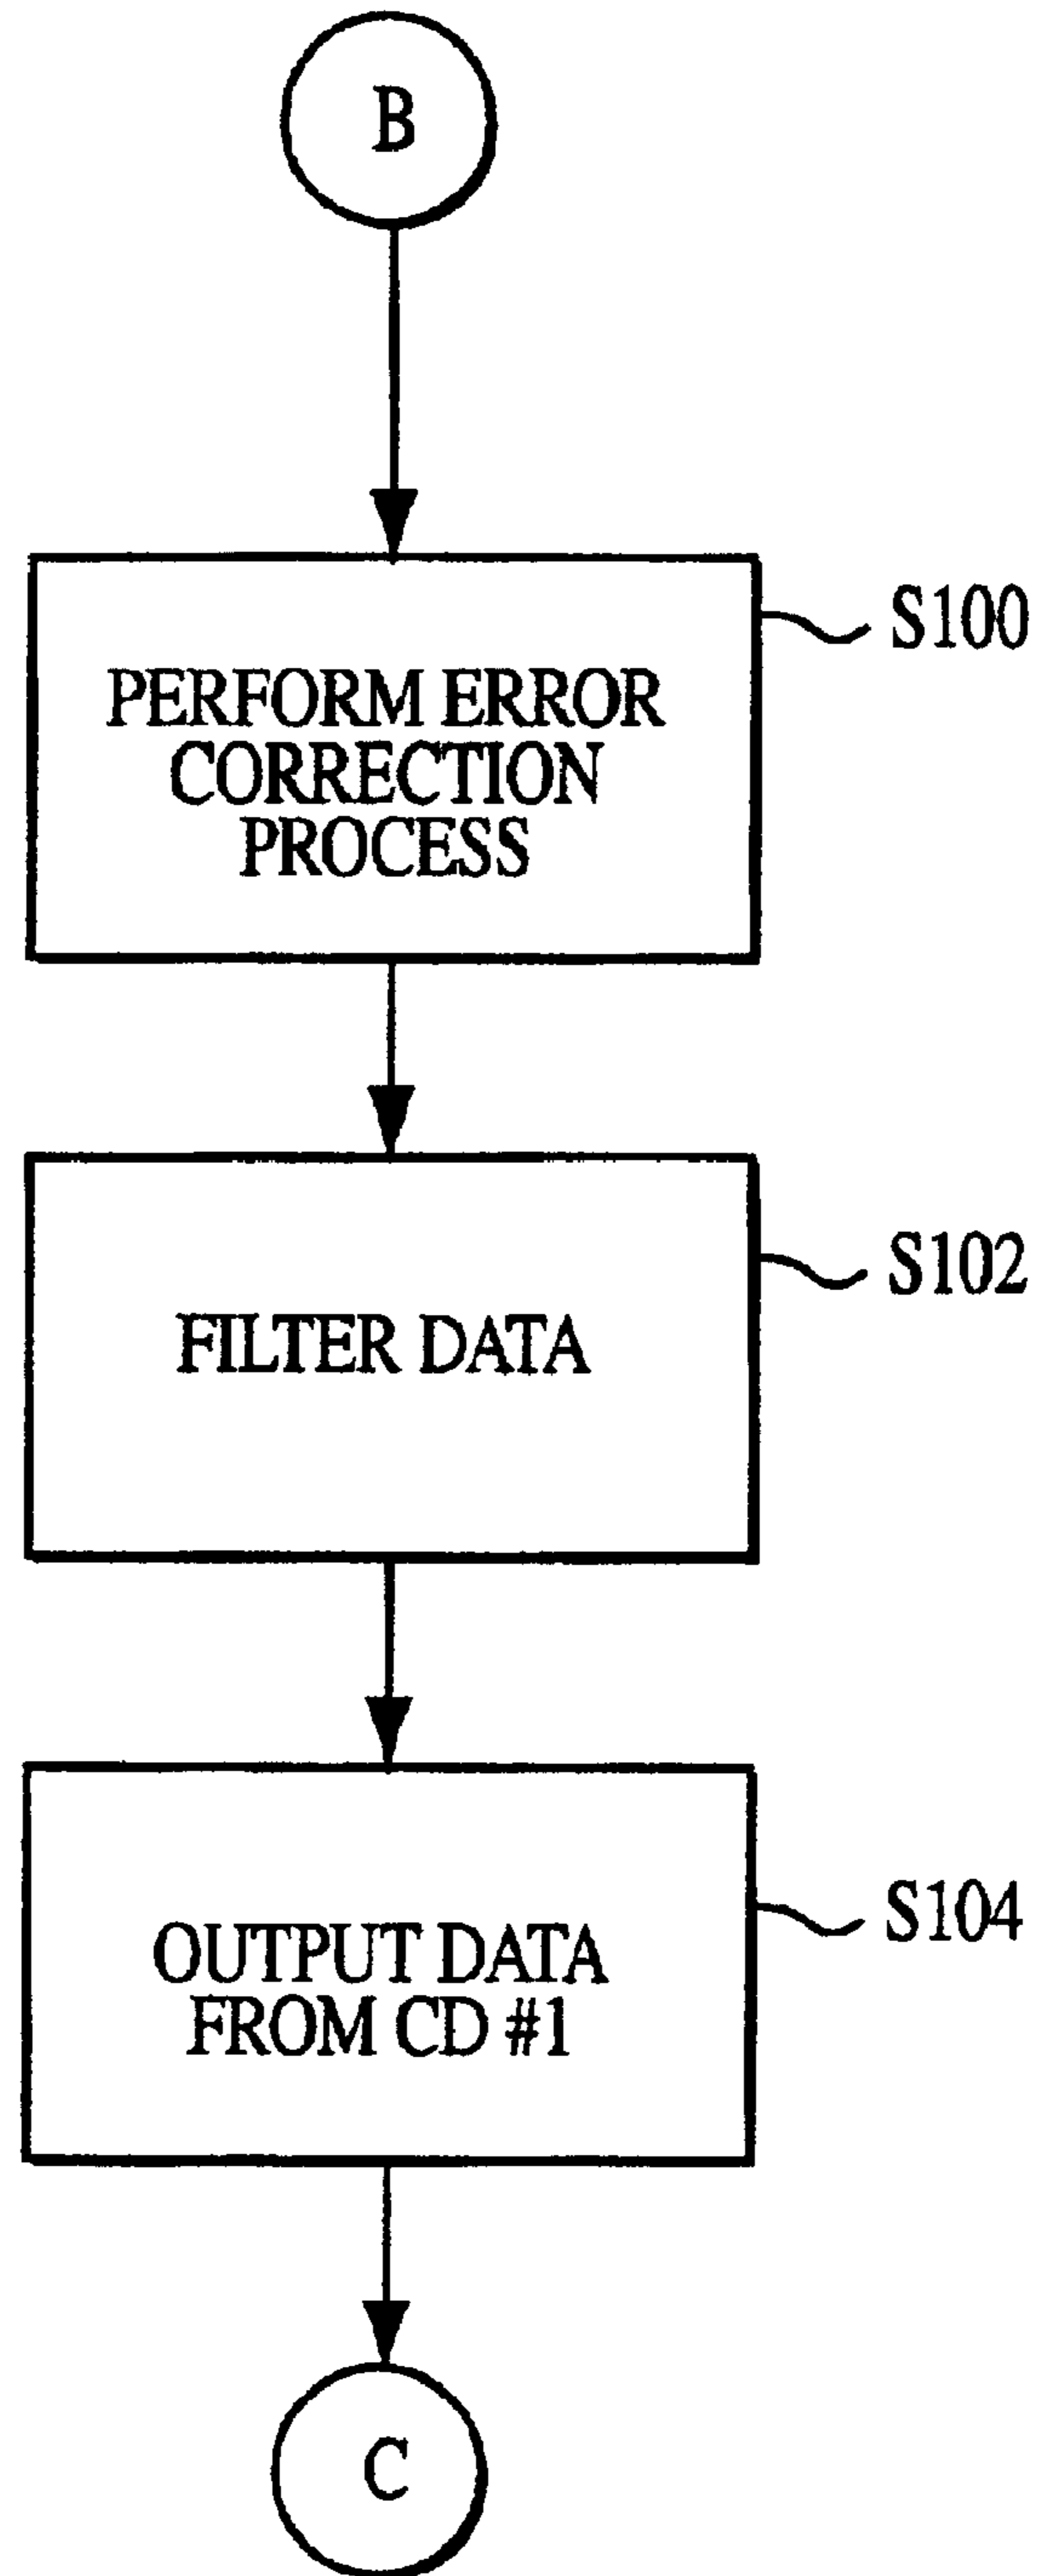 B
PERFORM ERROR
CORRECTION
PROCESS
S100
FILTER DATA
S102
OUTPUT DATA
FROM CD #1
S104
C